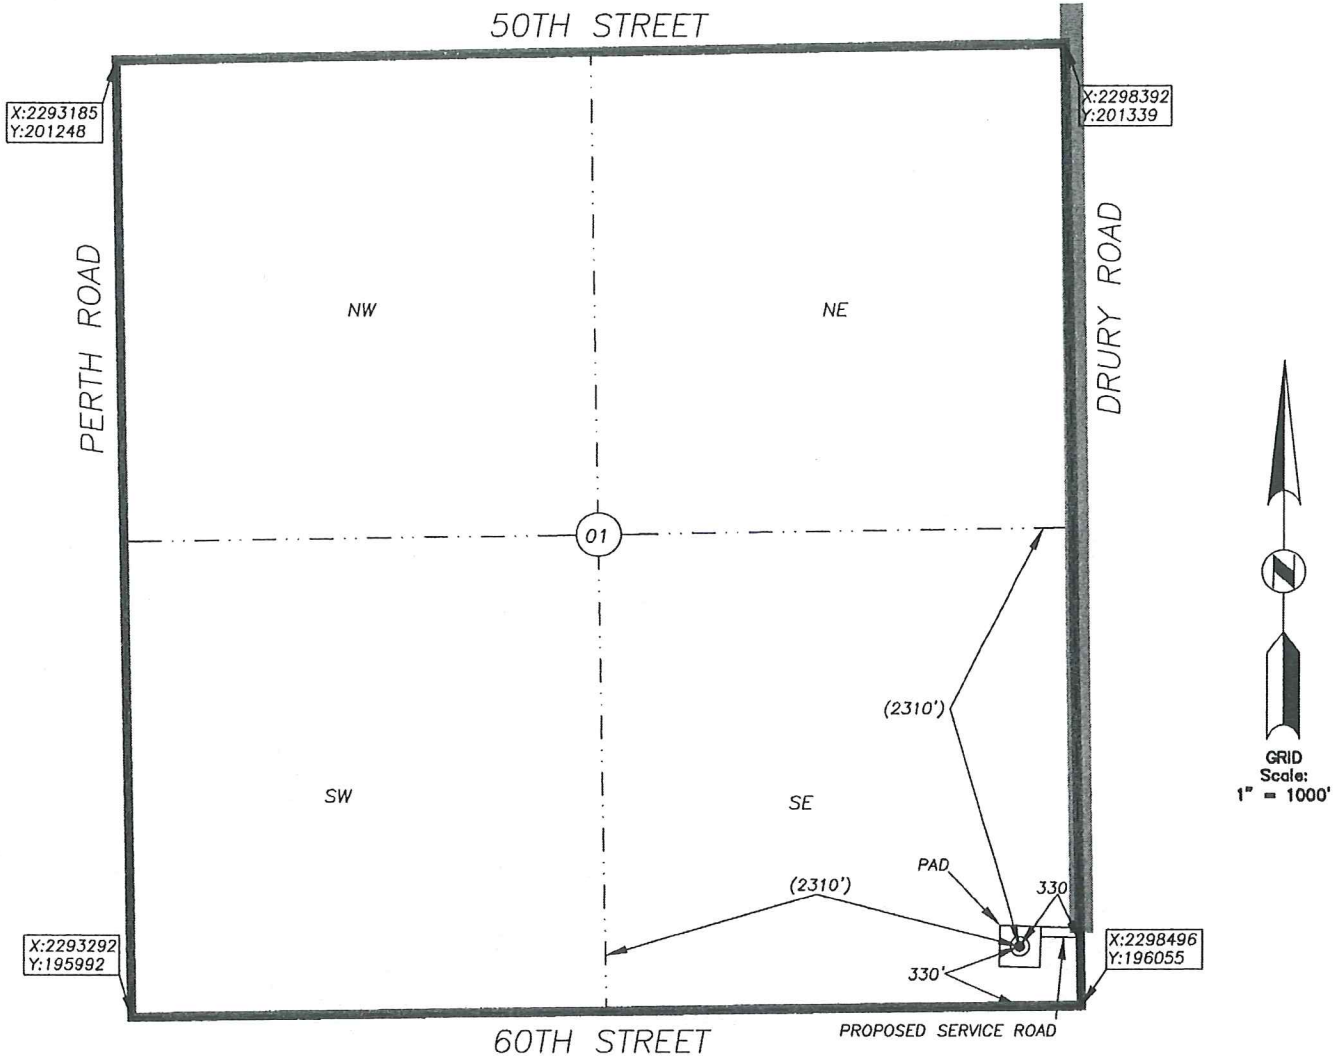 50TH STREET
X:2293185
Y:201248
X:2298392
Y:201339
PERTH ROAD
DRURY ROAD
NW
NE
01
(2310')
SW
SE
N
GRID
Scale:
1" = 1000'
PAD
(2310')
330
330'
X:2293292
Y:195992
X:2298496
Y:196055
PROPOSED SERVICE ROAD
60TH STREET